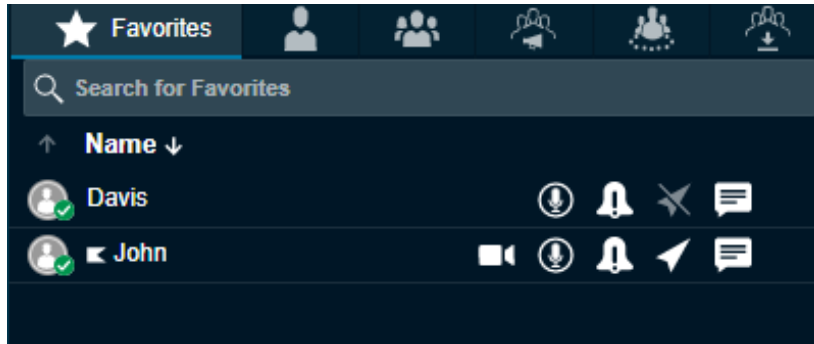 Favorites
Search for Favorites
Name
Davis
John